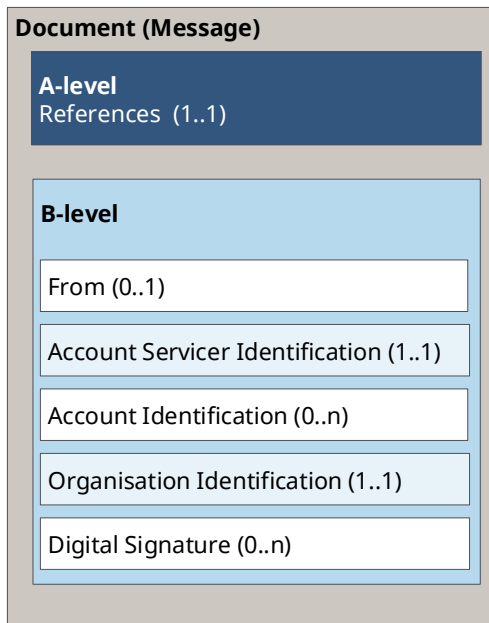 Document (Message)
A-level
References (1..1)
B-level
From (0..1)
Account Servicer Identification (1..1)
Account Identification (0..n)
Organisation Identification (1..1)
Digital Signature (0..n)